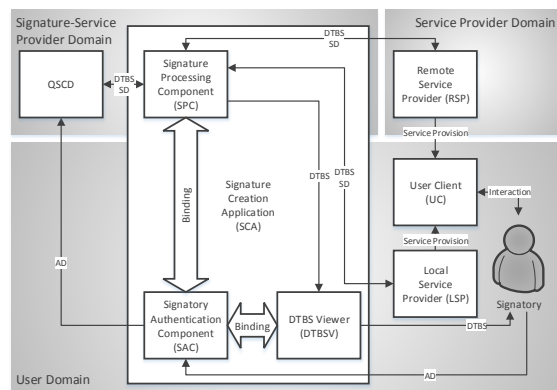 Signature-Service
Provider Domain
Service Provider Domain
DTBS
SD
QSCD
DTBS
SD
Signature
Processing
Component
(SPC)
Remote
Service
Provider (RSP)
Service Provision
DTBS
DTBS
SD
Binding
Signature
Creation
Application
(SCA)
User Client
(UC)
Interaction
Service Provision
AD
Local
Service
Provider (LSP)
Signatory
Signatory
Authentication
Component
(SAC)
Binding
DTBS Viewer
(DTBSV)
DTBS
AD
User Domain